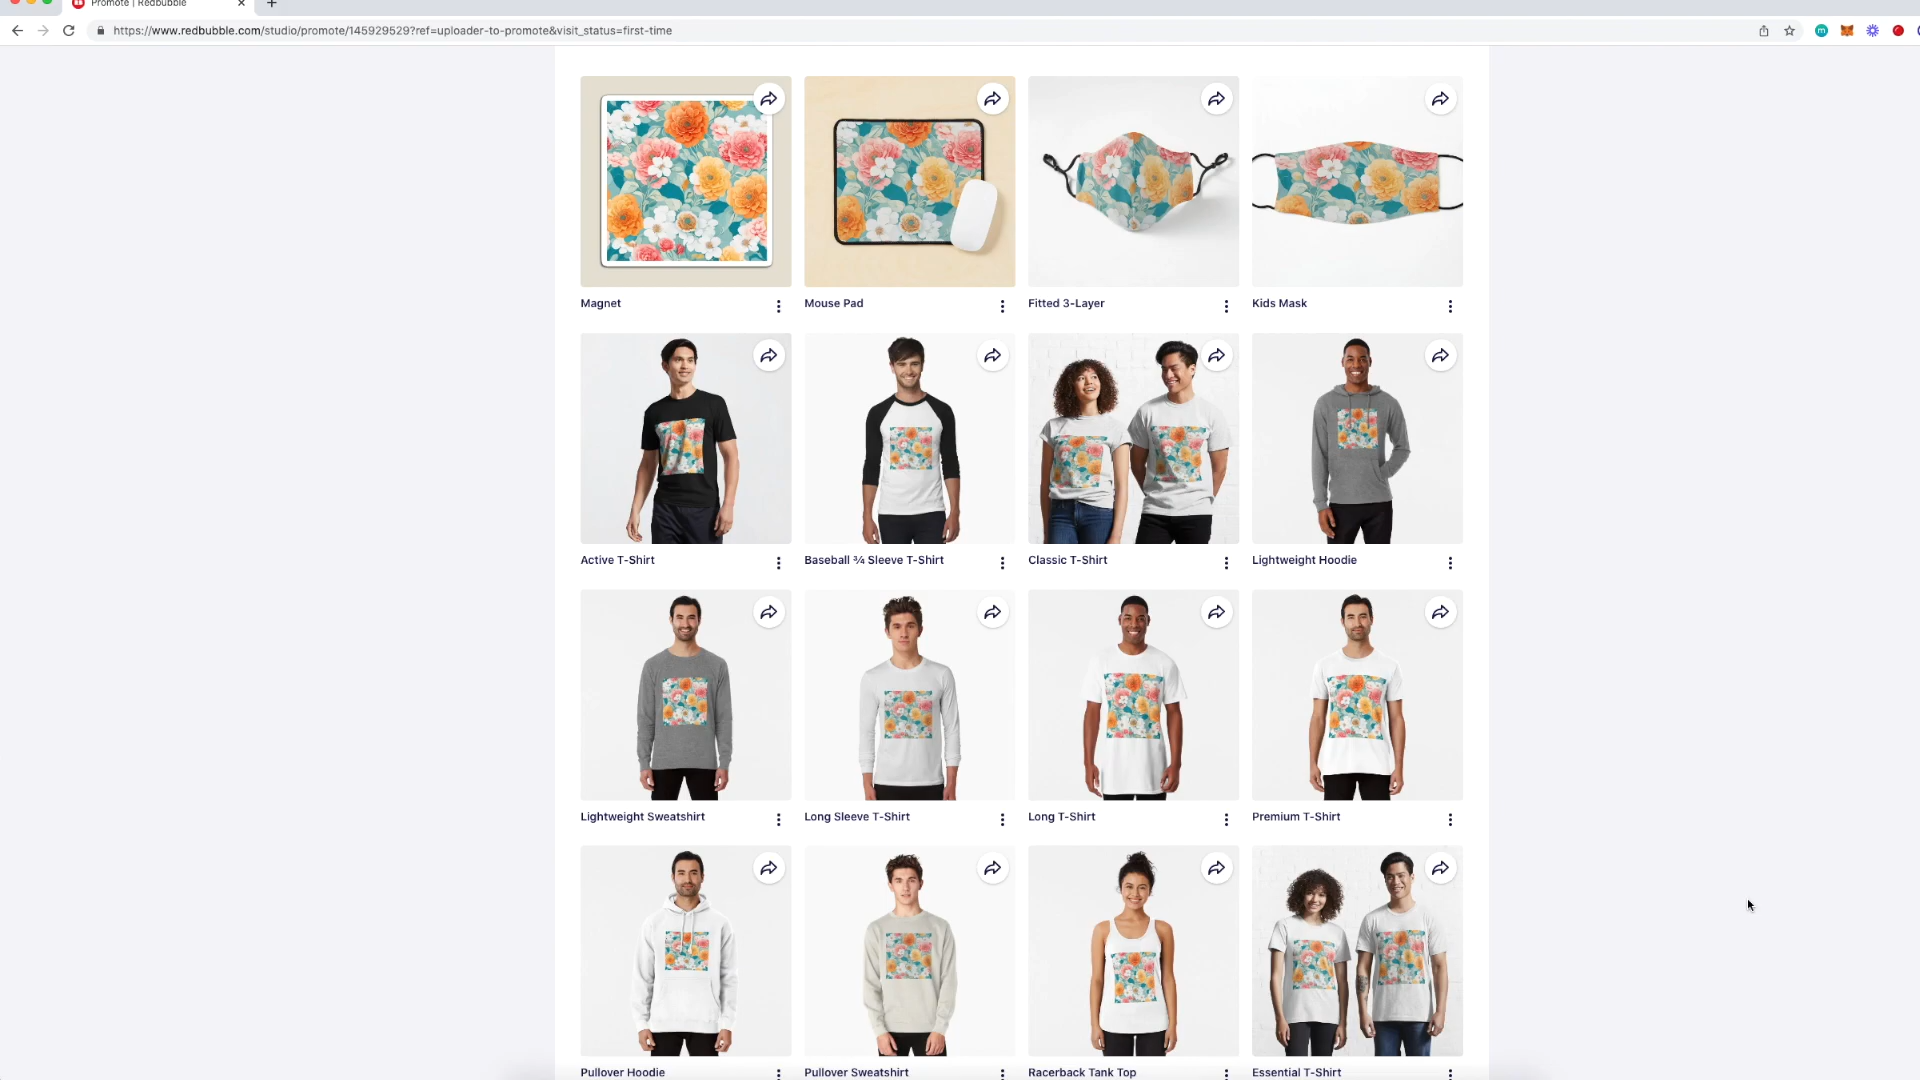 Promote | Redbubble
https://www.redbubble.com/studio/promote/145929529?ref=uploader-to-promote&visit_status=first-time
m
Magnet
Mouse Pad
Fitted 3-Layer
Kids Mask
Active T-Shirt
Baseball ¾ Sleeve T-Shirt
Classic T-Shirt
Lightweight Hoodie
Lightweight Sweatshirt
Long Sleeve T-Shirt
Long T-Shirt
Premium T-Shirt
Pullover Hoodie
Pullover Sweatshirt
Racerback Tank Top
Essential T-Shirt